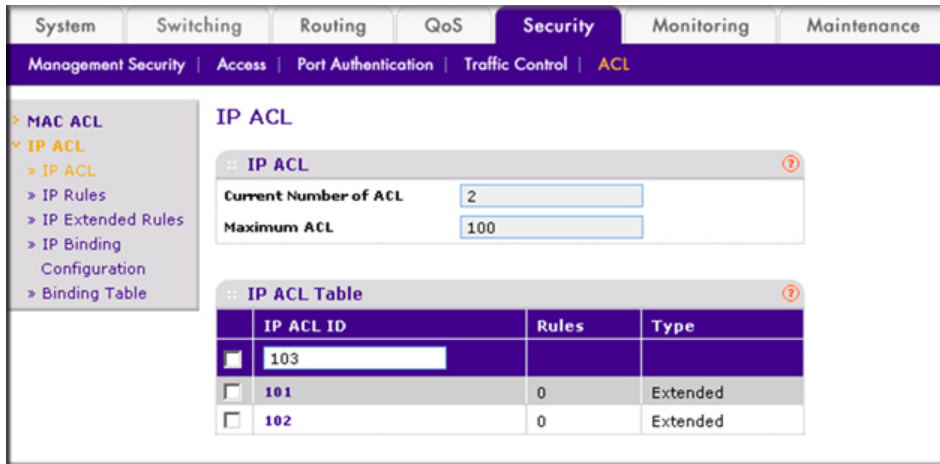 System Switching Routing QoS Security Monitoring Maintenance
Management Security | Access | Port Authentication | Traffic Control | ACL
MAC ACL
IP ACL
» IP ACL
» IP Rules
» IP Extended Rules
» IP Binding
Configuration
» Binding Table
IP ACL
IP ACL ?
Current Number of ACL 2
Maximum ACL 100
IP ACL Table ?
IP ACL ID Rules Type
103
101 0 Extended
102 0 Extended